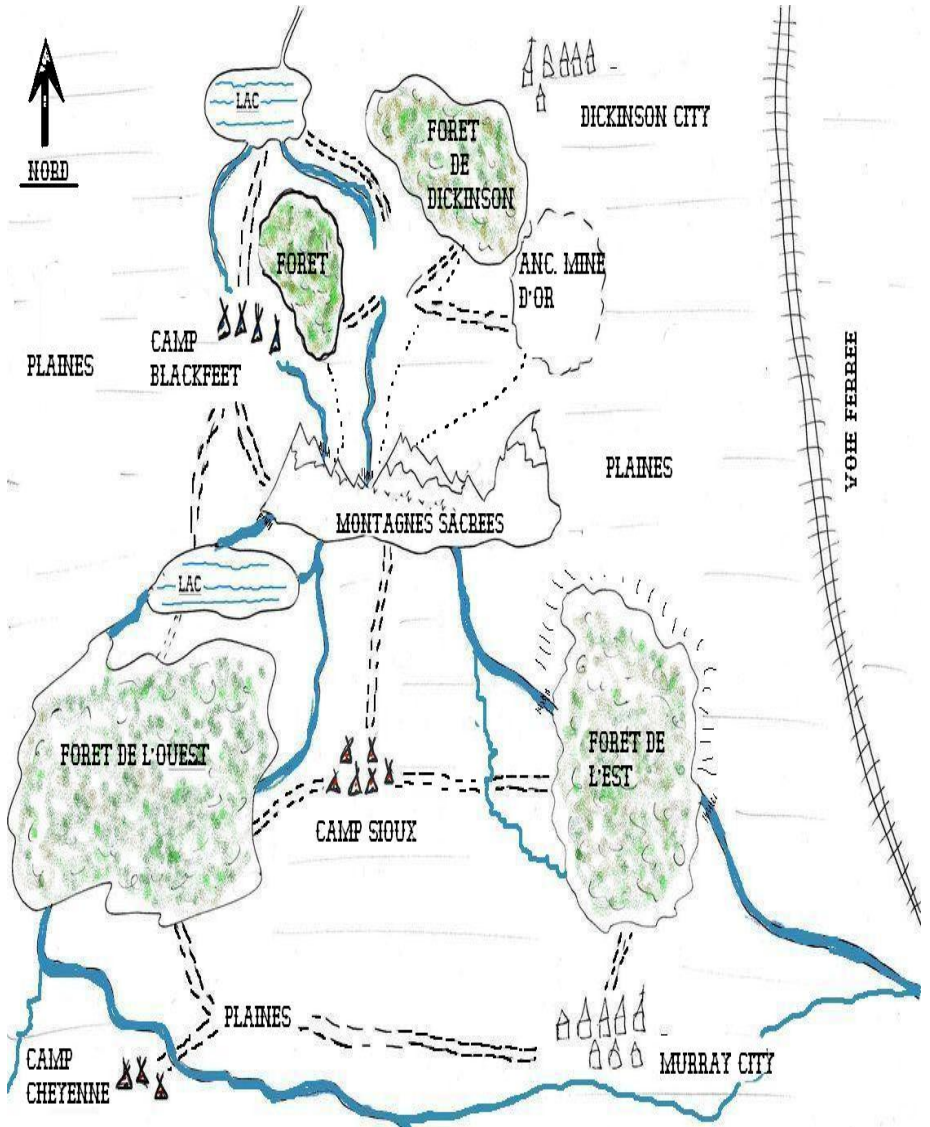 LAC
DICKINSON CITY
NORD
FORET
DE
DICKINSON
FORET
ANC. MINE
D'OR
PLAINES
CAMP
BLACKFEET
VOIE FERREE
PLAINES
MONTAGNES SACREES
LAC
FORET DE L'OUEST
FORET DE
L'EST
CAMP SIOUX
PLAINES
CAMP
CHEYENNE
MURRAY CITY